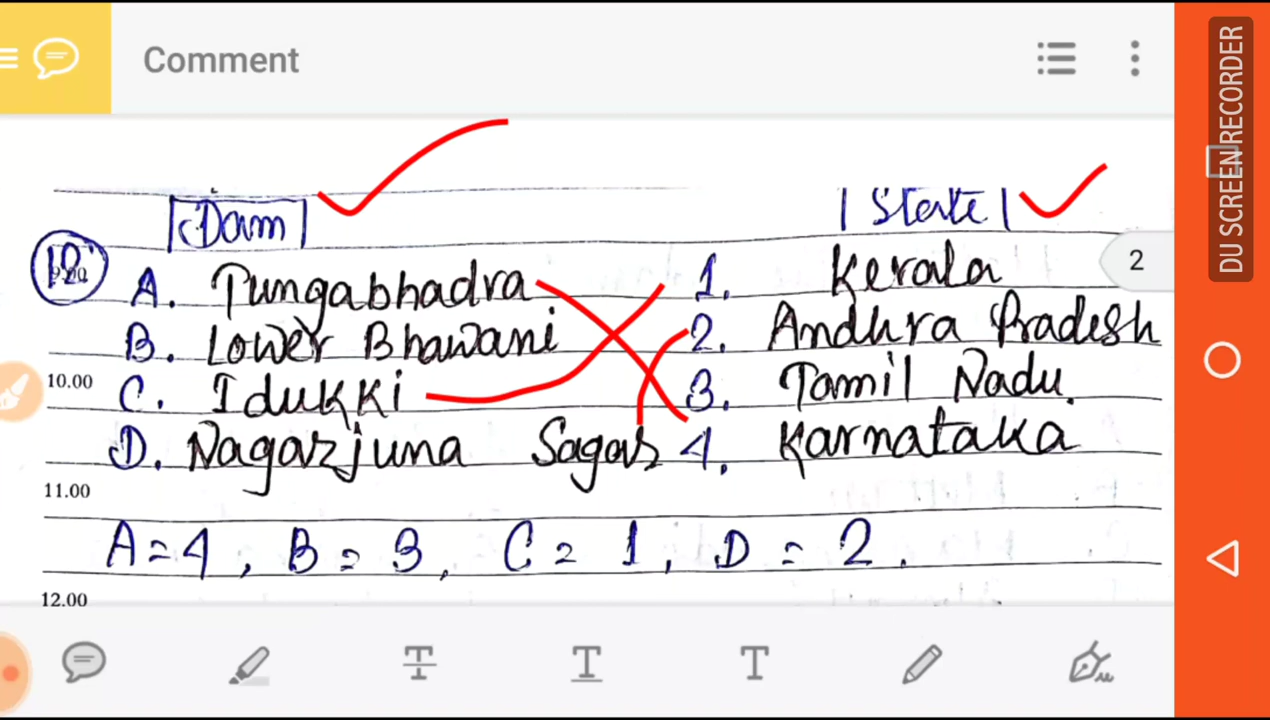 Comment
Dam State
10. A. Tungabhadra 1. Kerala
B. Lower Bhawani 2. Andhra Pradesh
C. Idukki 3. Tamil Nadu.
D. Nagarjuna Sagar 4. Karnataka
A = 4, B = 3, C = 1, D = 2.
10.00
11.00
12.00
2
DU SCREEN RECORDER